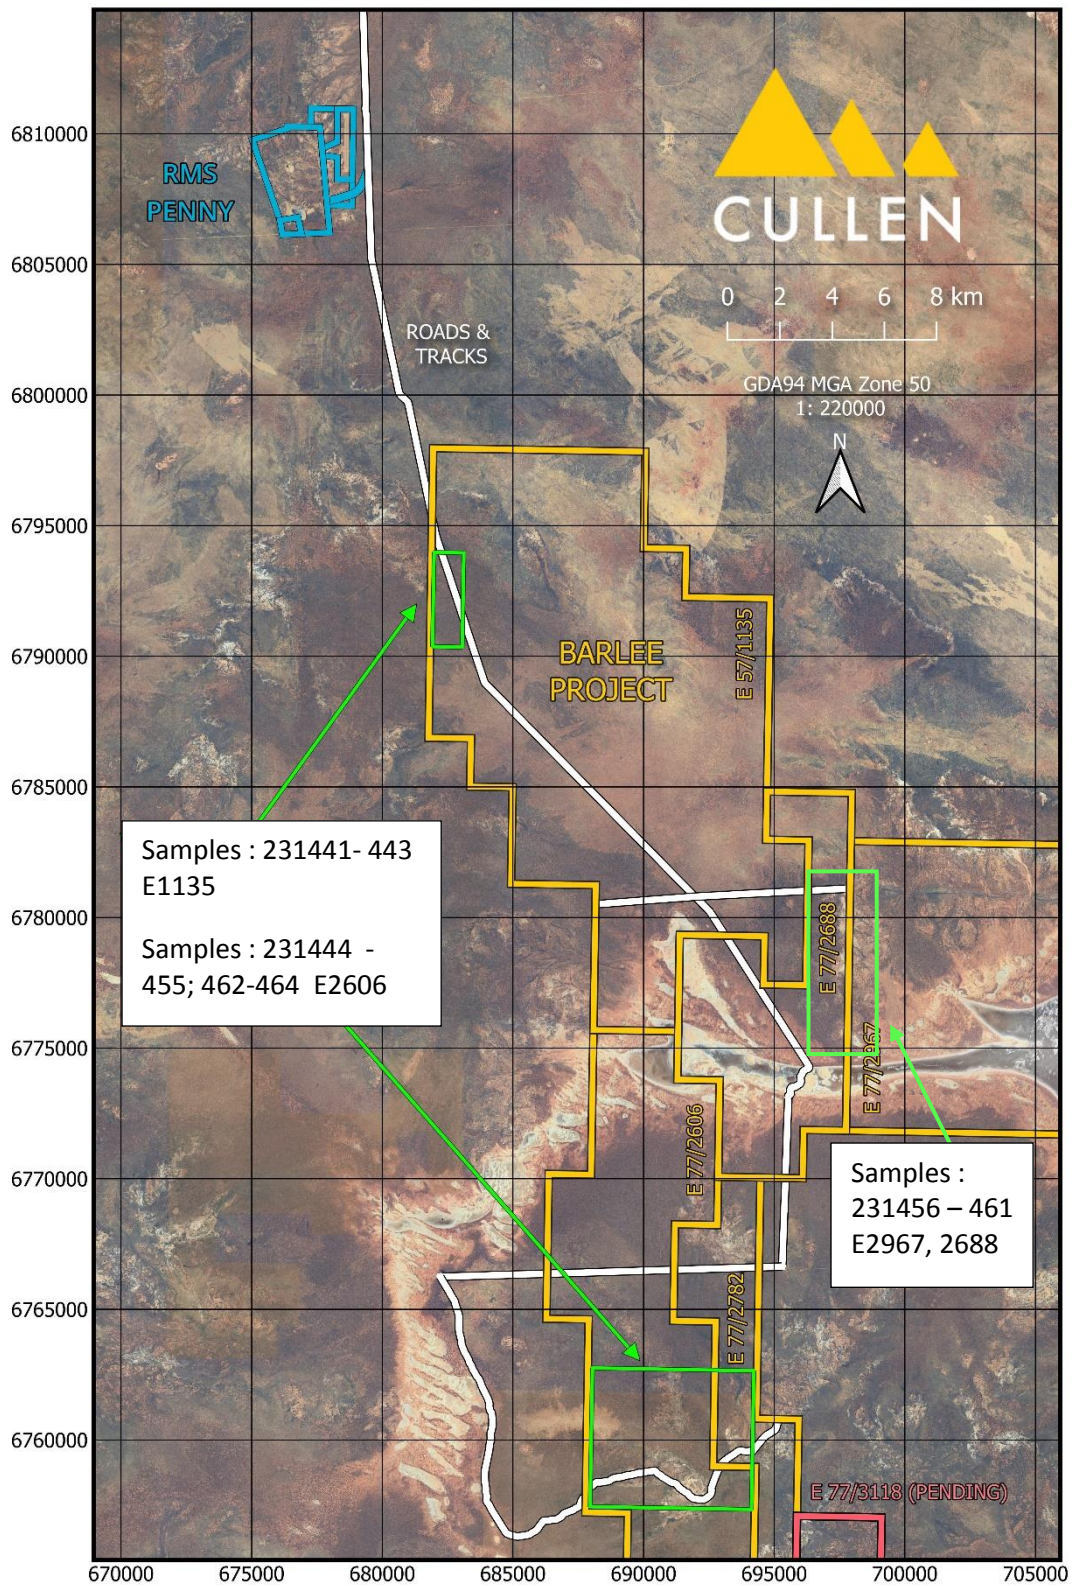 6810000
RMS
PENNY
CULLEN
6805000
0 2 4 6 8 km
ROADS &
TRACKS
GDA94 MGA Zone 50
1: 220000
6800000
N
6795000
6790000
BARLEE
PROJECT
E 57/1135
6785000
Samples : 231441- 443
E1135
Samples : 231444 -
455; 462-464 E2606
6780000
E 77/2688
6775000
E 77/2967
E 77/2606
6770000
Samples :
231456 – 461
E2967, 2688
6765000
E 77/2782
6760000
E 77/3118 (PENDING)
670000 675000 680000 685000 690000 695000 700000 705000